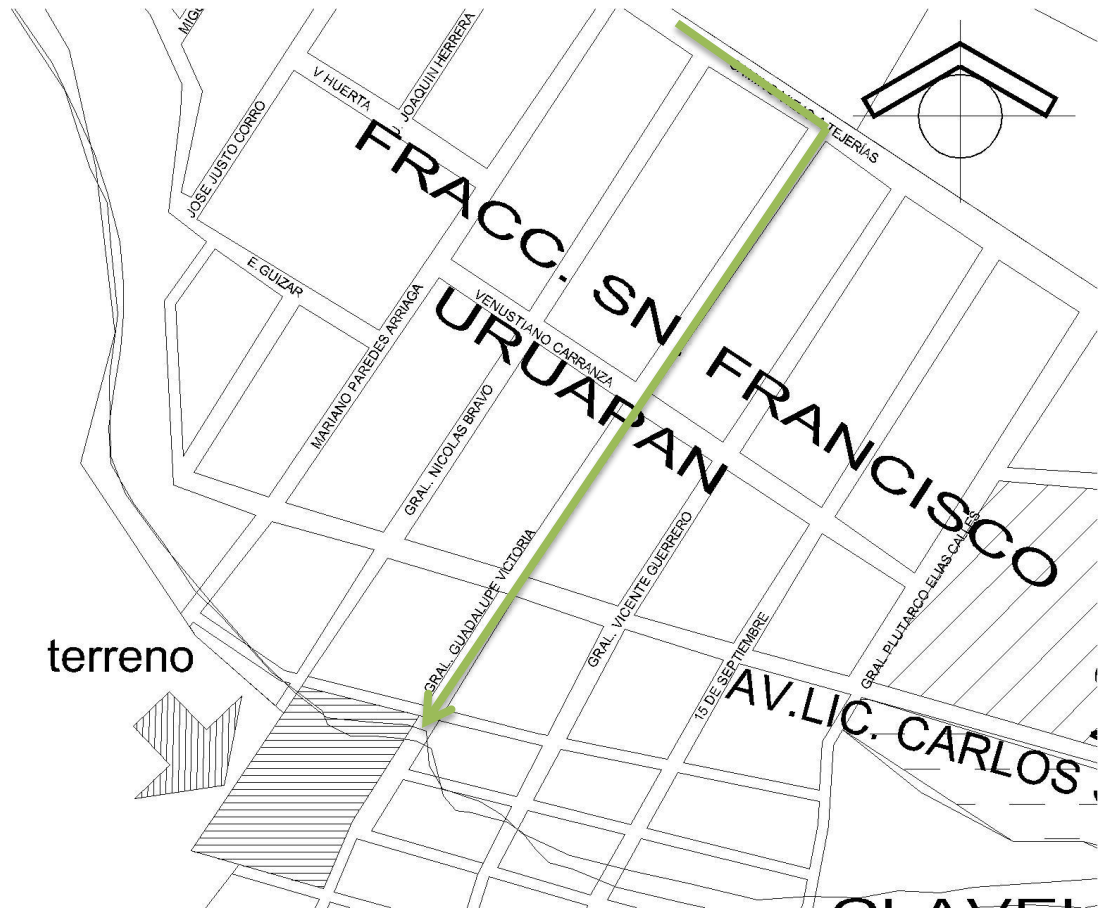 V HUERTA
JOAQUIN HERRERA
JOSE JUSTO CORRO
TEJERÍAS
FRACC. SN. FRANCISCO
E. GUIZAR
MARIANO PAREDES ARRIAGA
VENUSTIANO CARRANZA
URUAPAN
GRAL. NICOLAS BRAVO
GRAL. GUADALUPE VICTORIA
GRAL. VICENTE GUERRERO
15 DE SEPTIEMBRE
GRAL PLUTARCO ELIAS CALLES
terreno
AV.LIC. CARLOS